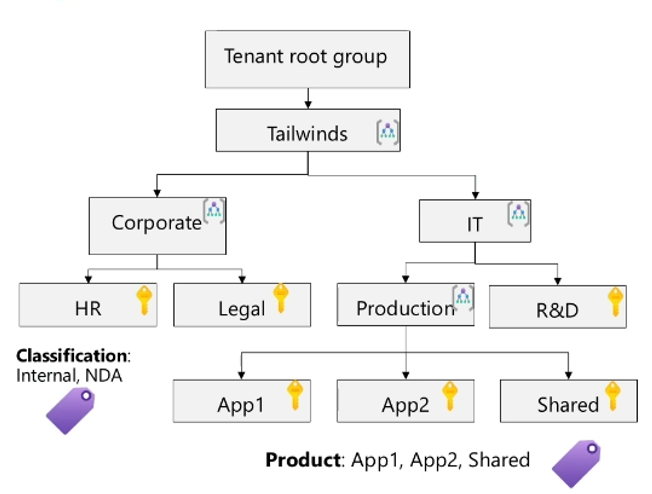 Tenant root group
Tailwinds
Corporate
IT
HR
Legal
Production
R&D
Classification:
Internal, NDA
App1
App2
Shared
Product: App1, App2, Shared